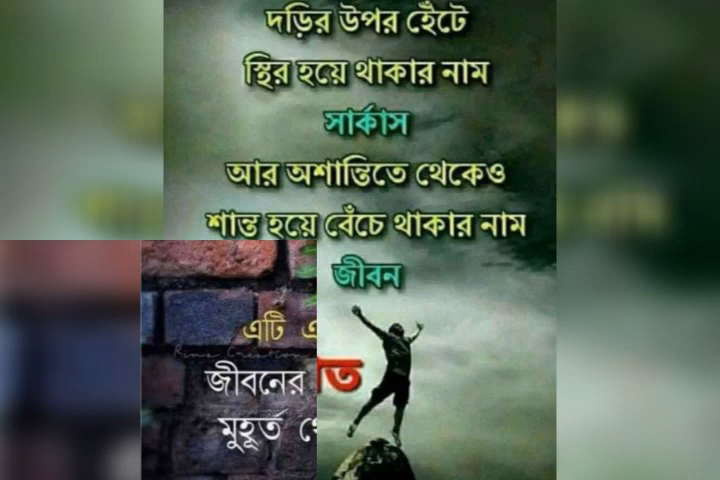 দড়ির উপর হেঁটে
স্থির হয়ে থাকার নাম
সার্কাস
আর অশান্তিতে থেকেও
শান্ত হয়ে বেঁচে থাকার নাম
জীবন
এটি
জীবনের
মুহূর্ত